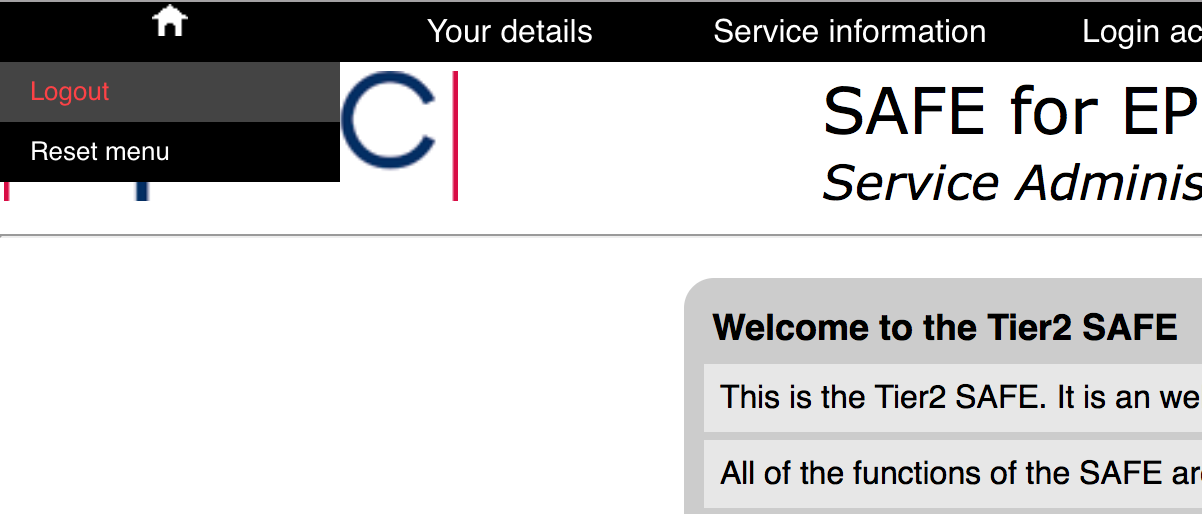 Your details Service information Login ac
Logout
Reset menu
C
SAFE for EP
Service Adminis
Welcome to the Tier2 SAFE
This is the Tier2 SAFE. It is an we
All of the functions of the SAFE ar